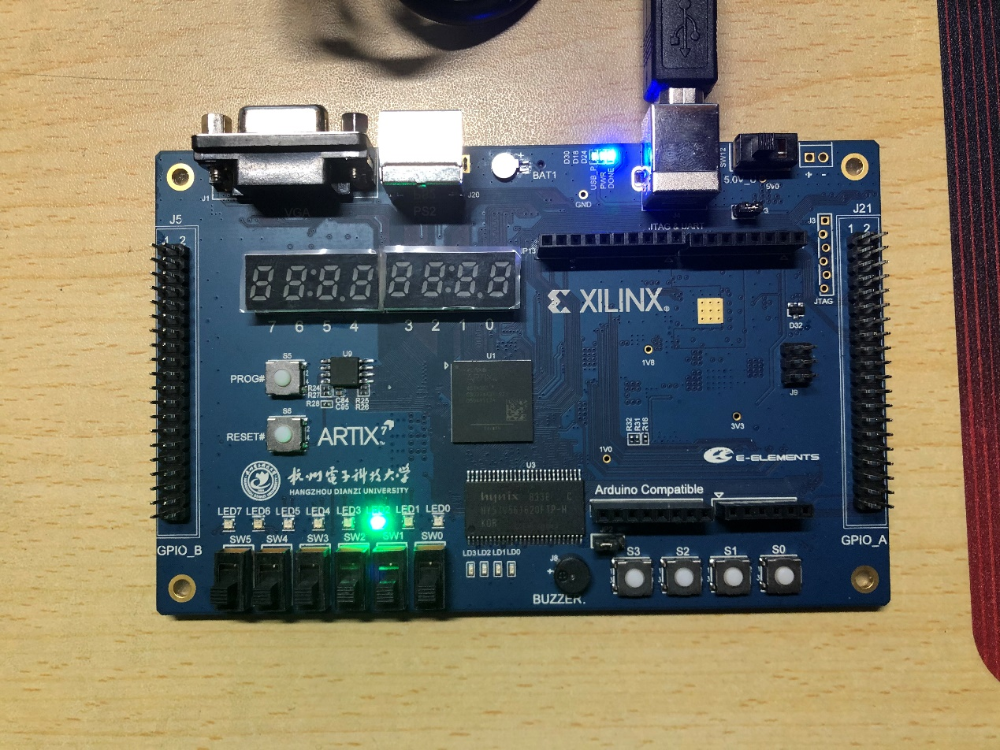 D30
D18
D24
USB_P
PWR
DONE
SW12
BAT1
GND
+ -
5V0
J1
VGA
PS2
J20
J5
1 2
J21
1 2
J3
JTAG & UART
JP13
JTAG
XILINX
7 6 5 4 3 2 1 0
D32
1V8
J9
S5
PROG#
U9
R24
R27
R28
C84
C95
R25
R26
U1
S6
RESET#
ARTIX 7
3V3
R32
R31
R16
1V0
E-ELEMENTS
杭州電子科技大学
HANGZHOU DIANZI UNIVERSITY
U3
hynix
KOR
Arduino Compatible
LED7 LED6 LED5 LED4 LED3 LED1 LED0
SW5 SW4 SW3 SW2 SW1 SW0
GPIO_B
GPIO_A
LD3 LD2 LD1 LD0
J8
+
BUZZER.
S3 S2 S1 S0